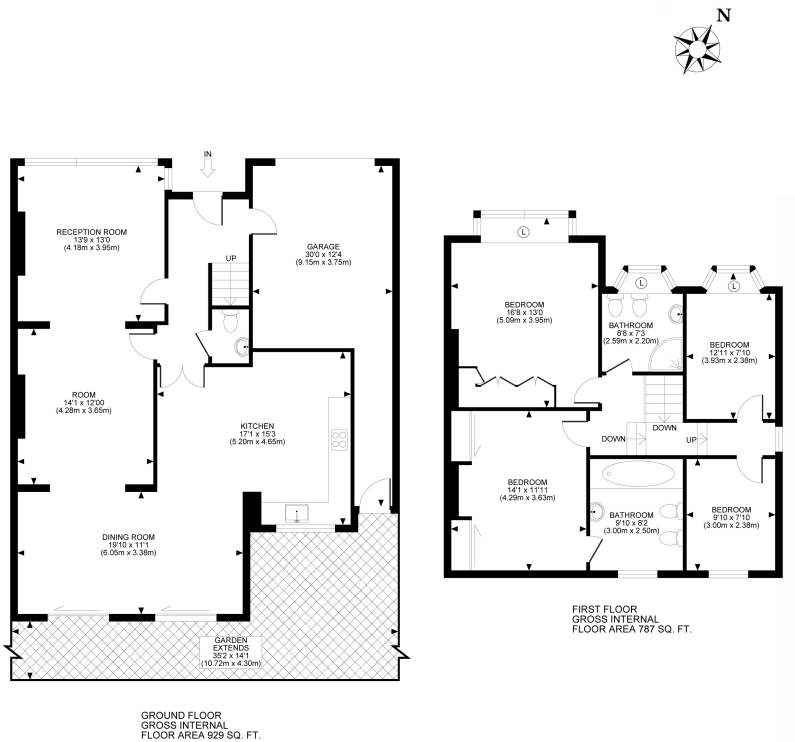 N
IN
RECEPTION ROOM
13'9 x 13'0
(4.18m x 3.95m)
UP
GARAGE
30'0 x 12'4
(9.15m x 3.75m)
ROOM
14'1 x 12'00
(4.28m x 3.65m)
KITCHEN
17'1 x 15'3
(5.20m x 4.65m)
DINING ROOM
19'10 x 11'1
(6.05m x 3.38m)
GARDEN
EXTENDS
35'2 x 14'1
(10.72m x 4.30m)
GROUND FLOOR
GROSS INTERNAL
FLOOR AREA 929 SQ. FT.
L
L
L
BEDROOM
16'8 x 13'0
(5.09m x 3.95m)
BATHROOM
8'8 x 7'3
(2.59m x 2.20m)
BEDROOM
12'11 x 7'10
(3.93m x 2.38m)
DOWN
DOWN
UP
BEDROOM
14'1 x 11'11
(4.29m x 3.63m)
BATHROOM
9'10 x 8'2
(3.00m x 2.50m)
BEDROOM
9'10 x 7'10
(3.00m x 2.38m)
FIRST FLOOR
GROSS INTERNAL
FLOOR AREA 787 SQ. FT.